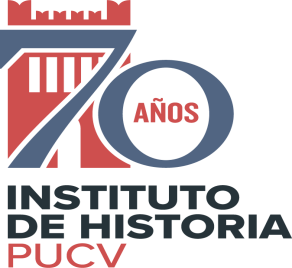 70
AÑOS
INSTITUTO
DE HISTORIA
PUCV